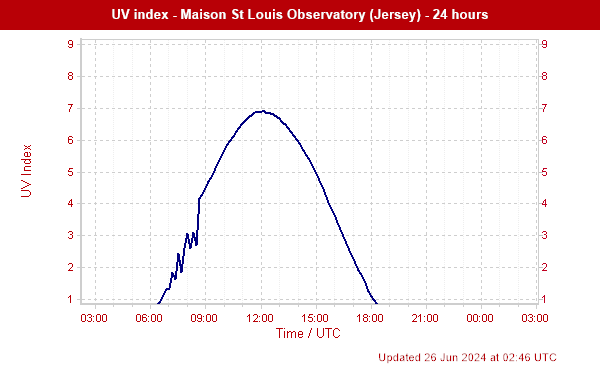 UV index - Maison St Louis Observatory (Jersey) - 24 hours
9 9
8 8
7 7
6 6
5 5
4 4
3 3
2 2
1 1
UV Index
03:00 06:00 09:00 12:00 15:00 18:00 21:00 00:00 03:00
Time / UTC
Updated 26 Jun 2024 at 02:46 UTC